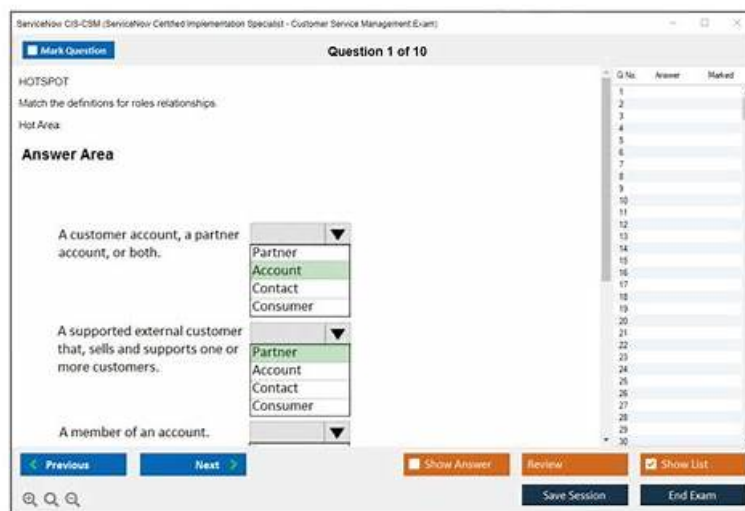 ServiceNow CIS-CSM (ServiceNow Certified Implementation Specialist - Customer Service Management Exam)
Mark Question
Question 1 of 10
HOTSPOT
Match the definitions for roles relationships.
Hot Area:
Answer Area
A customer account, a partner
account, or both.
Partner
Account
Contact
Consumer
A supported external customer
that, sells and supports one or
more customers.
Partner
Account
Contact
Consumer
A member of an account.
Q No. Answer Marked
1
2
3
4
5
6
7
8
9
10
11
12
13
14
15
16
17
18
19
20
21
22
23
24
25
26
27
28
29
30
Previous
Next
Show Answer
Review
Show List
Save Session
End Exam